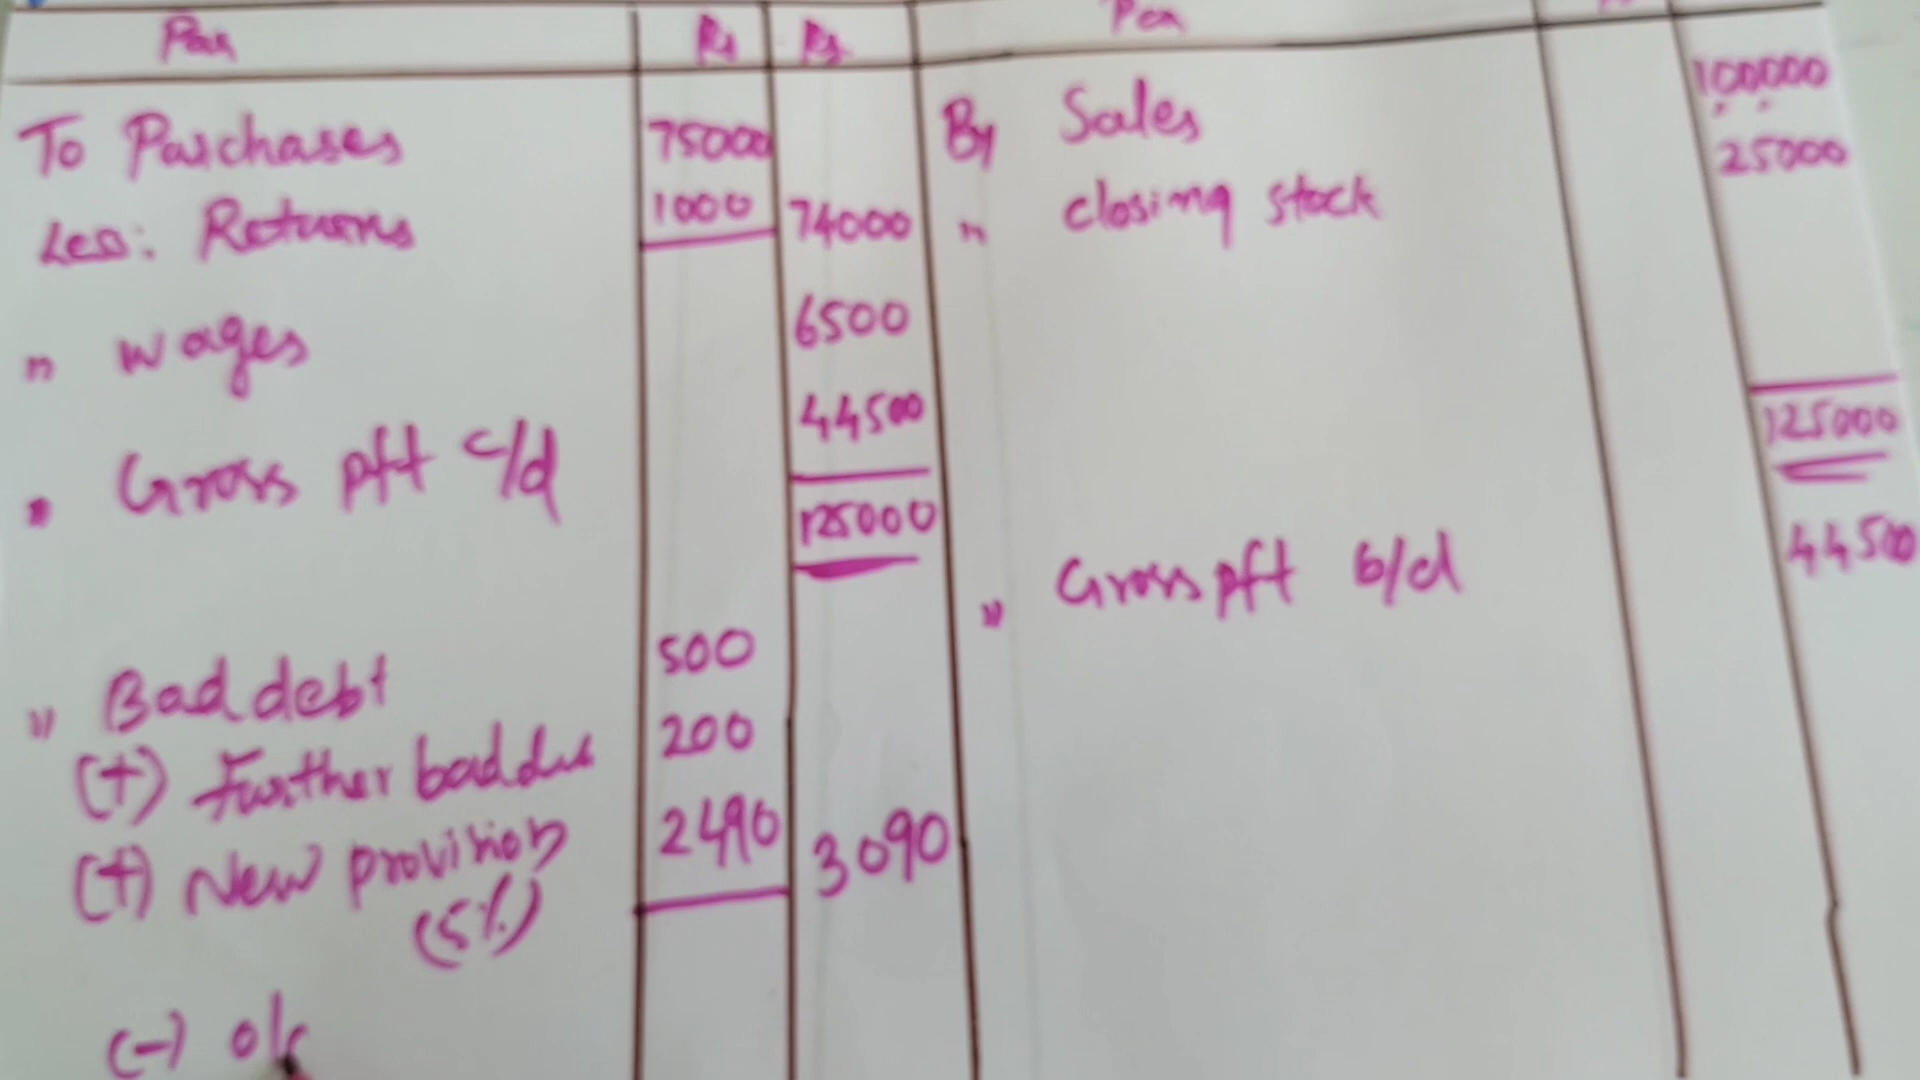 Par Rs Rs Par
To Purchases 75000 By Sales 100000
Less: Returns 1000 74000 " closing stock 25000
" wages 6500
" Gross pft c/d 44500
125000 125000
" Gross pft b/d 44500
" Bad debt 500
(+) Further bad 200
(+) New provision 2490 3090
(5%)
(-)